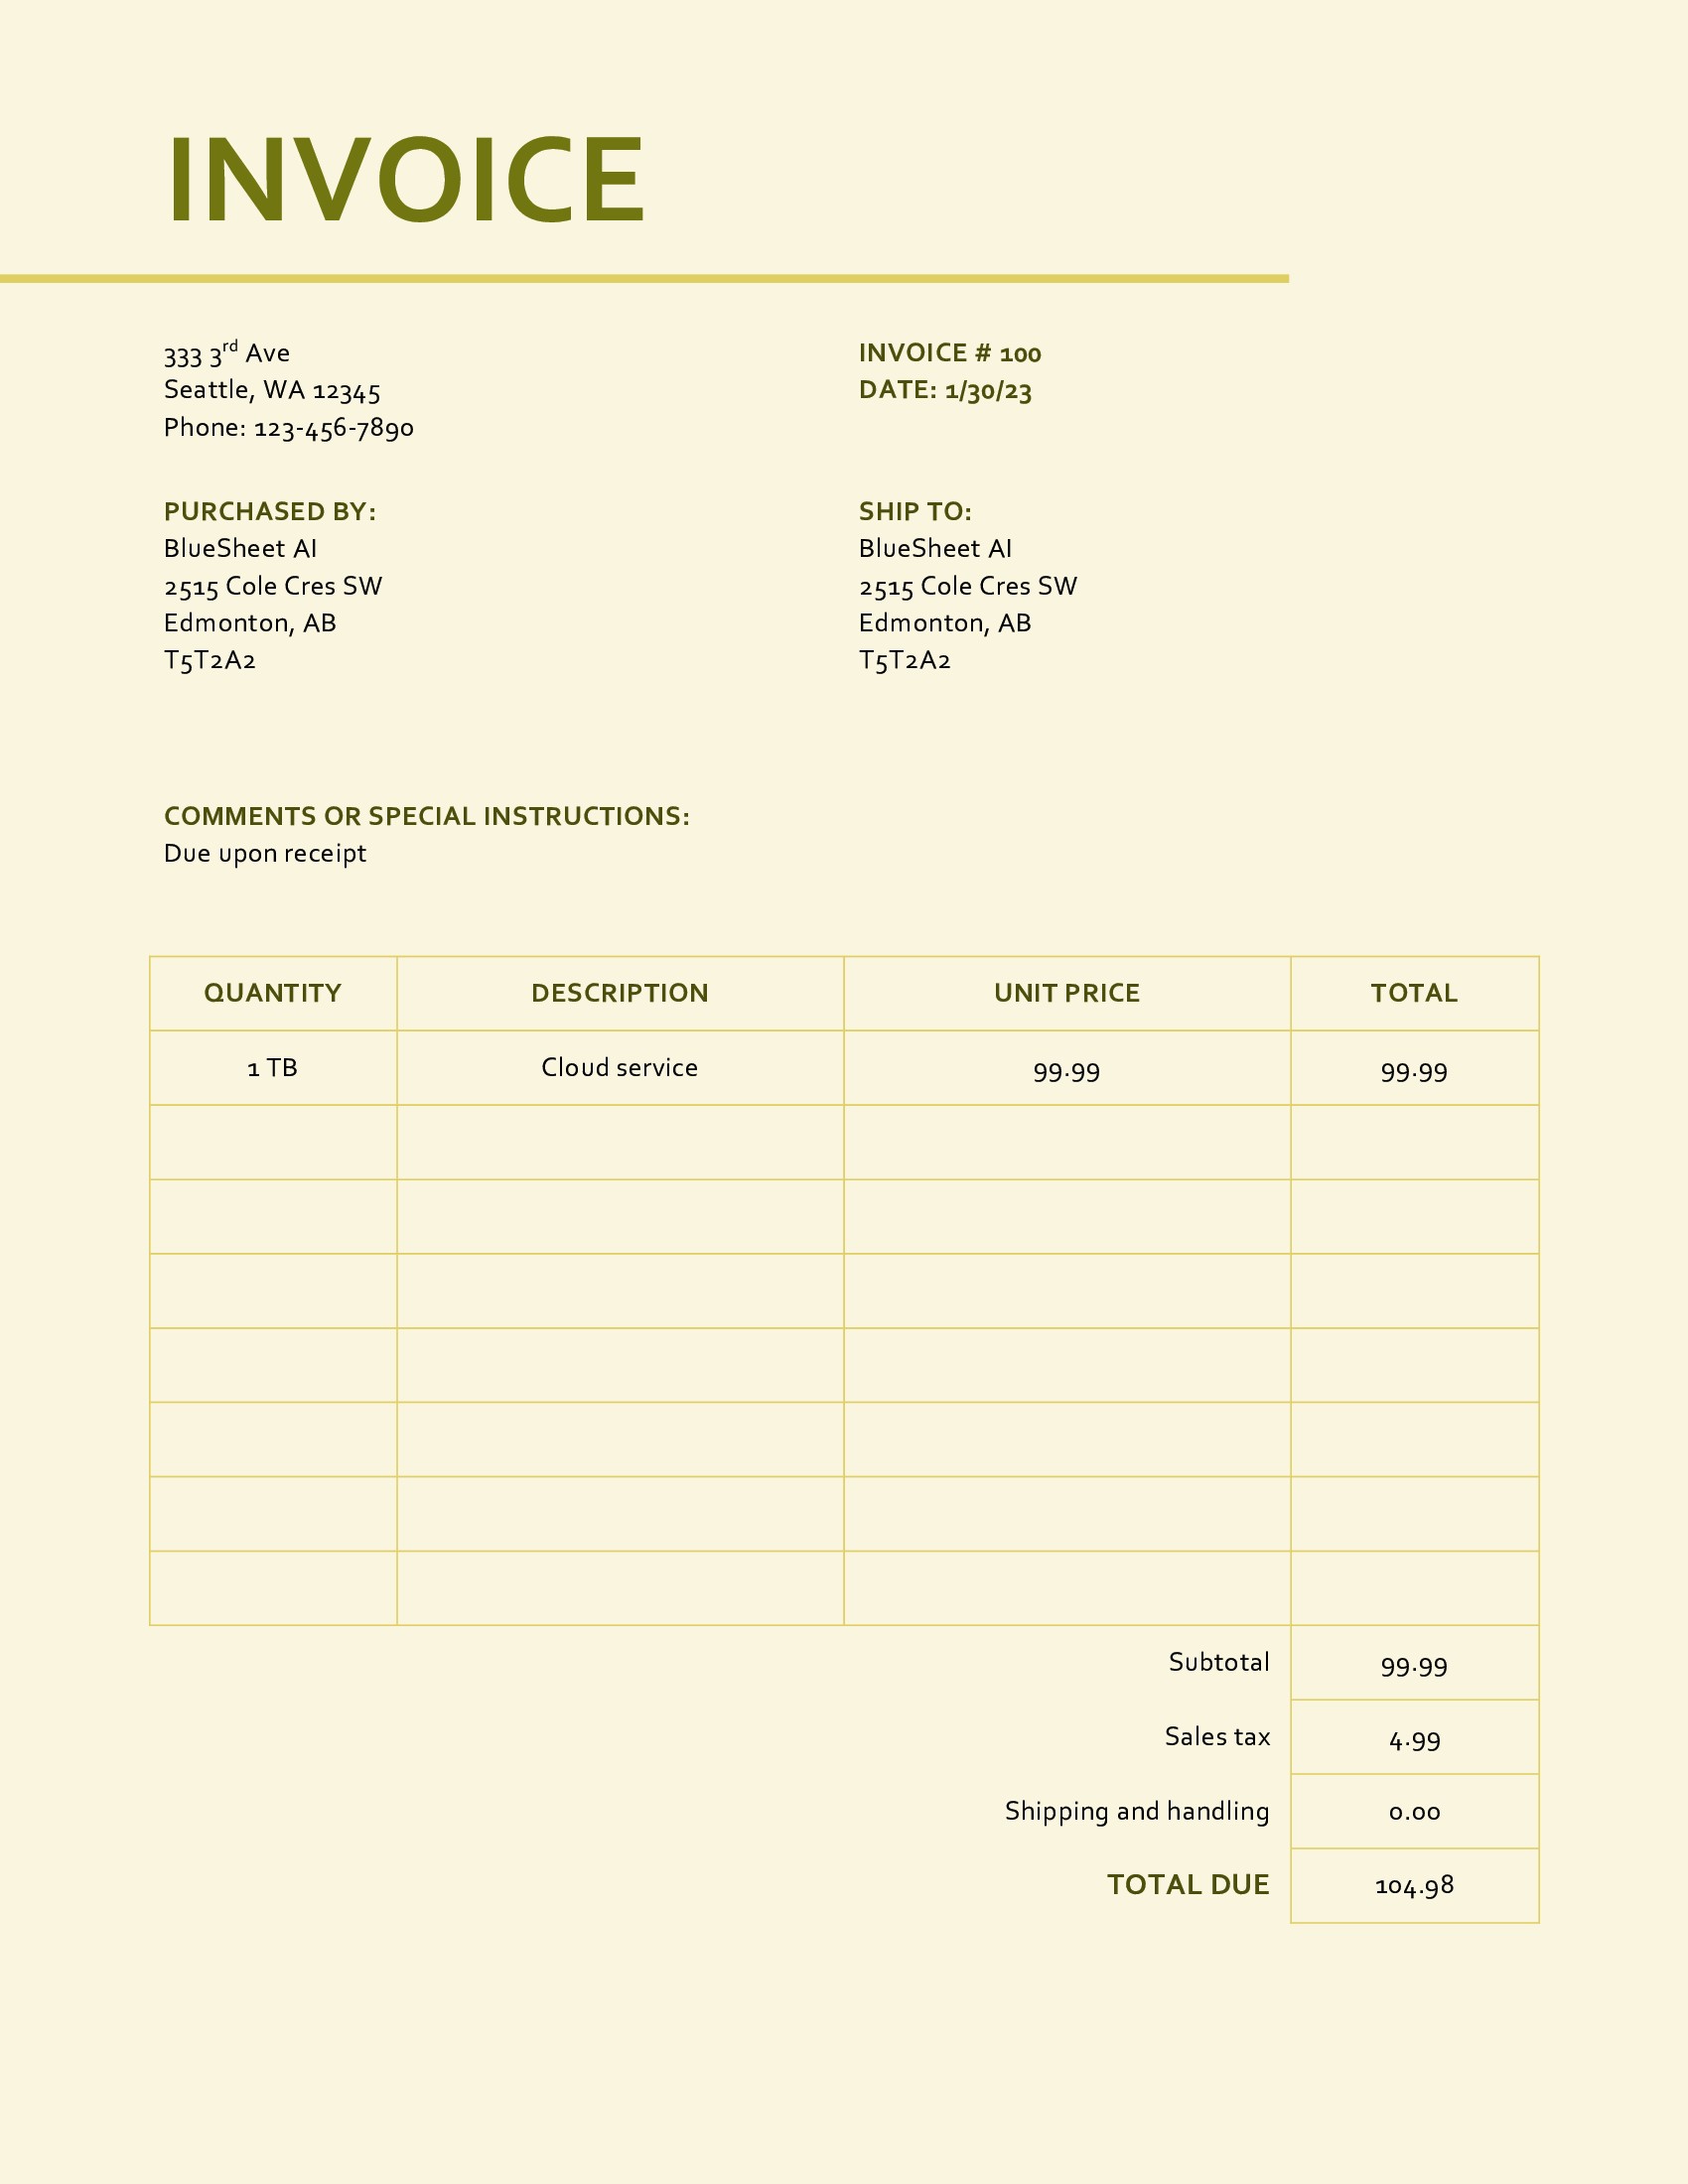 INVOICE
333 3rd Ave
Seattle, WA 12345
Phone: 123-456-7890
INVOICE # 100
DATE: 1/30/23
PURCHASED BY:
BlueSheet AI
2515 Cole Cres SW
Edmonton, AB
T5T2A2
SHIP TO:
BlueSheet AI
2515 Cole Cres SW
Edmonton, AB
T5T2A2
COMMENTS OR SPECIAL INSTRUCTIONS:
Due upon receipt
QUANTITY DESCRIPTION UNIT PRICE TOTAL
1 TB Cloud service 99.99 99.99
Subtotal 99.99
Sales tax 4.99
Shipping and handling 0.00
TOTAL DUE 104.98